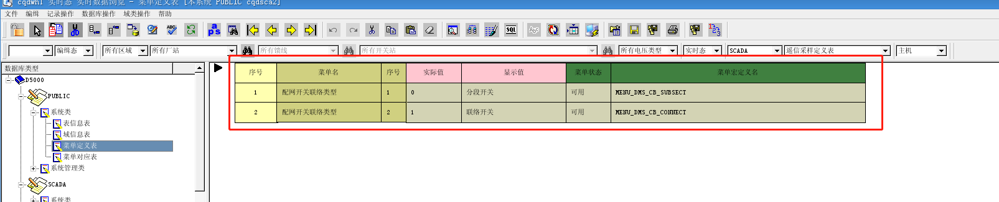 cqdwh1 实时态 实时数据浏览 - 菜单定义表 [本系统 PUBLIC cqdsca2]
文件 编缉 记录操作 数据库操作 域类操作 帮助
a
ps
ABC
SQL
Abc
编缉态 所有区域 所有厂站 所有馈线 所有开关站 所有电压类型 实时态 SCADA 遥信采样定义表 主机
数据库类型
D5000
PUBLIC
系统类
表信息表
域信息表
菜单定义表
菜单对应表
系统管理类
SCADA
系统类
序号 菜单名 序号 实际值 显示值 菜单状态 菜单宏定义名
1 配网开关联络类型 1 0 分段开关 可用 MENU_DMS_CB_SUBSECT
2 配网开关联络类型 2 1 联络开关 可用 MENU_DMS_CB_CONNECT